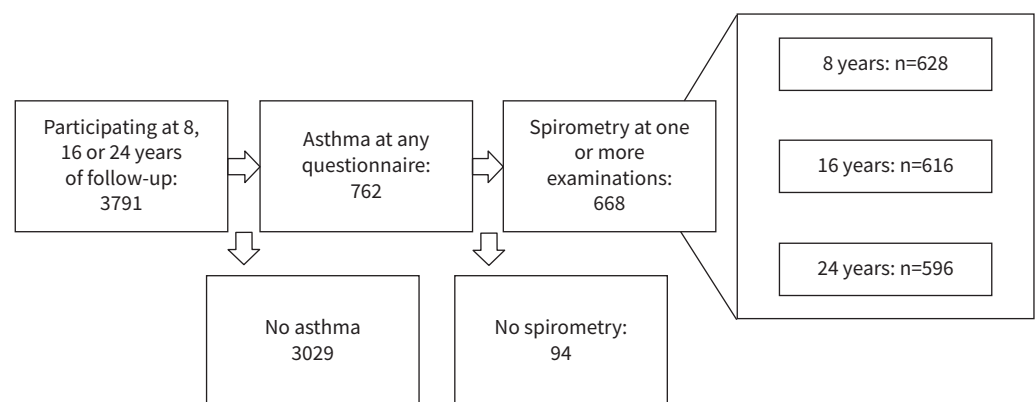 Participating at 8,
16 or 24 years
of follow-up:
3791
Asthma at any
questionnaire:
762
Spirometry at one
or more
examinations:
668
8 years: n=628
16 years: n=616
24 years: n=596
No asthma
3029
No spirometry:
94